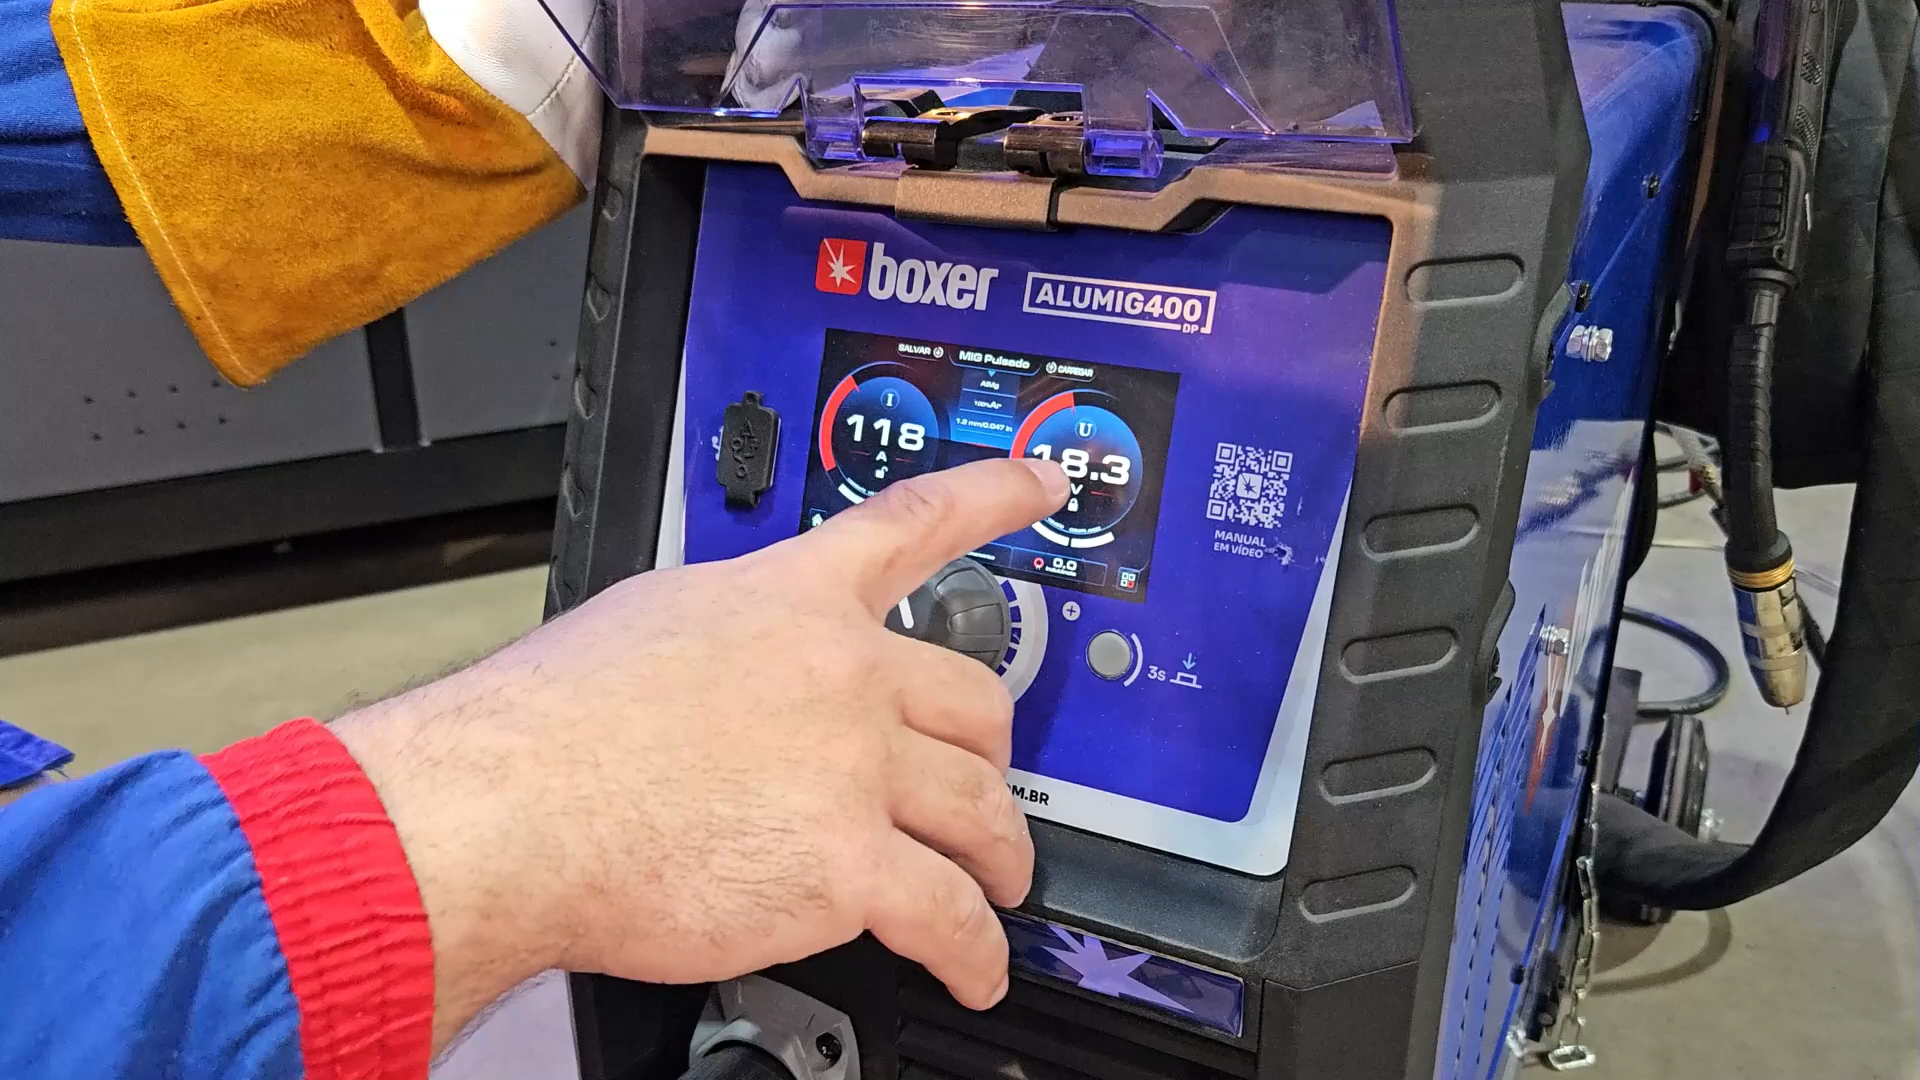 boxer
ALUMIG400
DP
SALVAR
MIG Pulsado
CARREGAR
AlMg
100%Ar
1.2 mm/0.047 in
I
118
A
U
18.3
V
0.0
Indutância
MANUAL
EM VÍDEO
3s
OM.BR